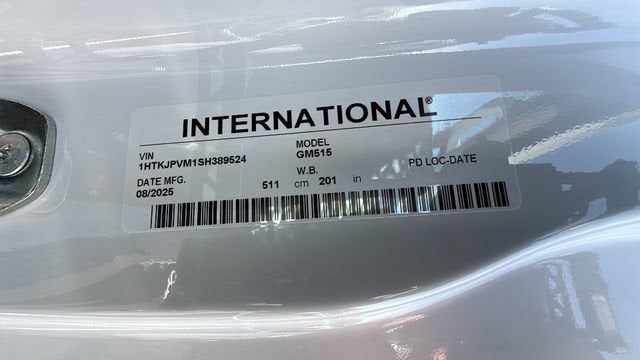 INTERNATIONAL®
VIN
1HTKJPVM1SH389524
MODEL
GM515
DATE MFG.
08/2025
W.B.
511 cm 201 in
PD LOC-DATE